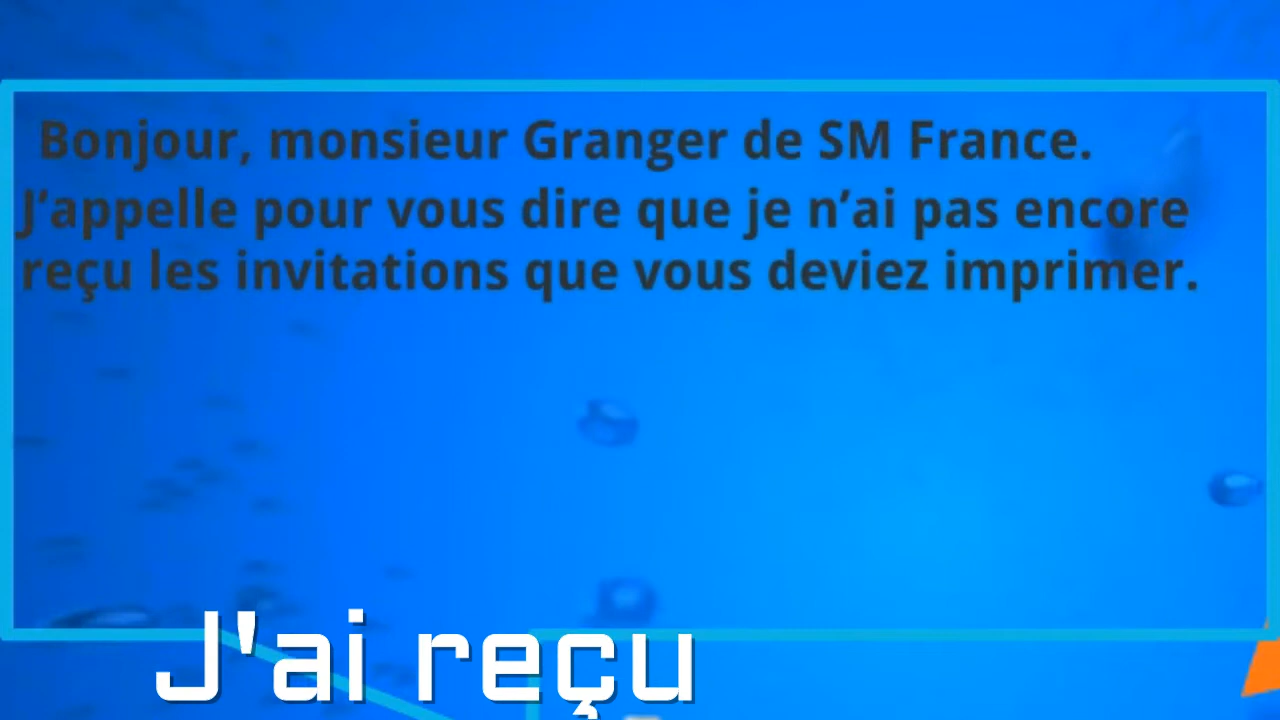 Bonjour, monsieur Granger de SM France.
J’appelle pour vous dire que je n’ai pas encore
reçu les invitations que vous deviez imprimer.
J'ai reçu